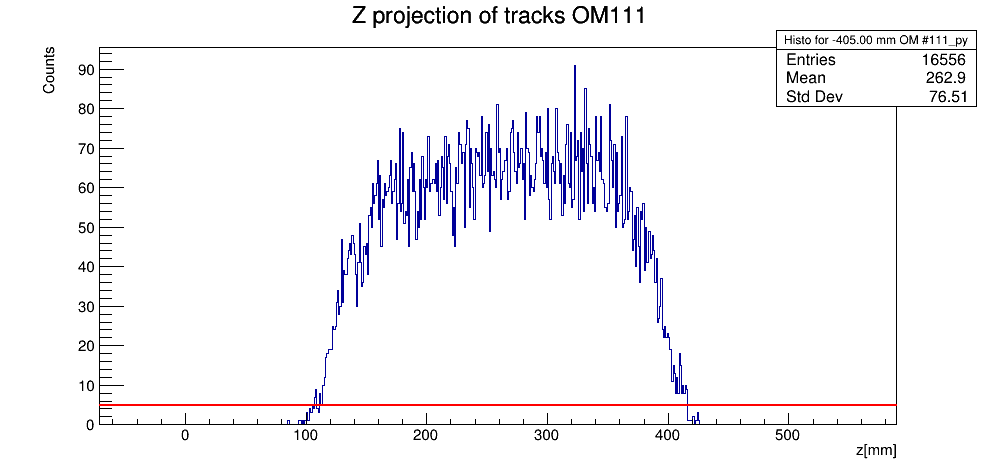 Z projection of tracks OM111
Histo for -405.00 mm OM #111_py
Entries 16556
Mean 262.9
Std Dev 76.51
Counts
90
80
70
60
50
40
30
20
10
0
0 100 200 300 400 500
z[mm]